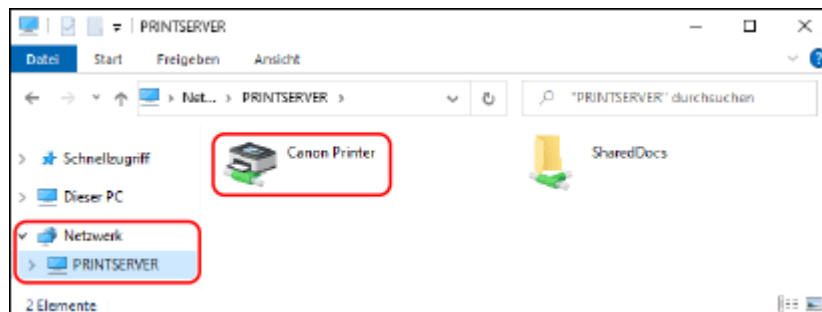 PRINTSERVER
Datei Start Freigeben Ansicht
Net... PRINTSERVER "PRINTSERVER" durchsuchen
Schnellzugriff
Canon Printer
SharedDocs
Dieser PC
Netzwerk
PRINTSERVER
2 Elemente